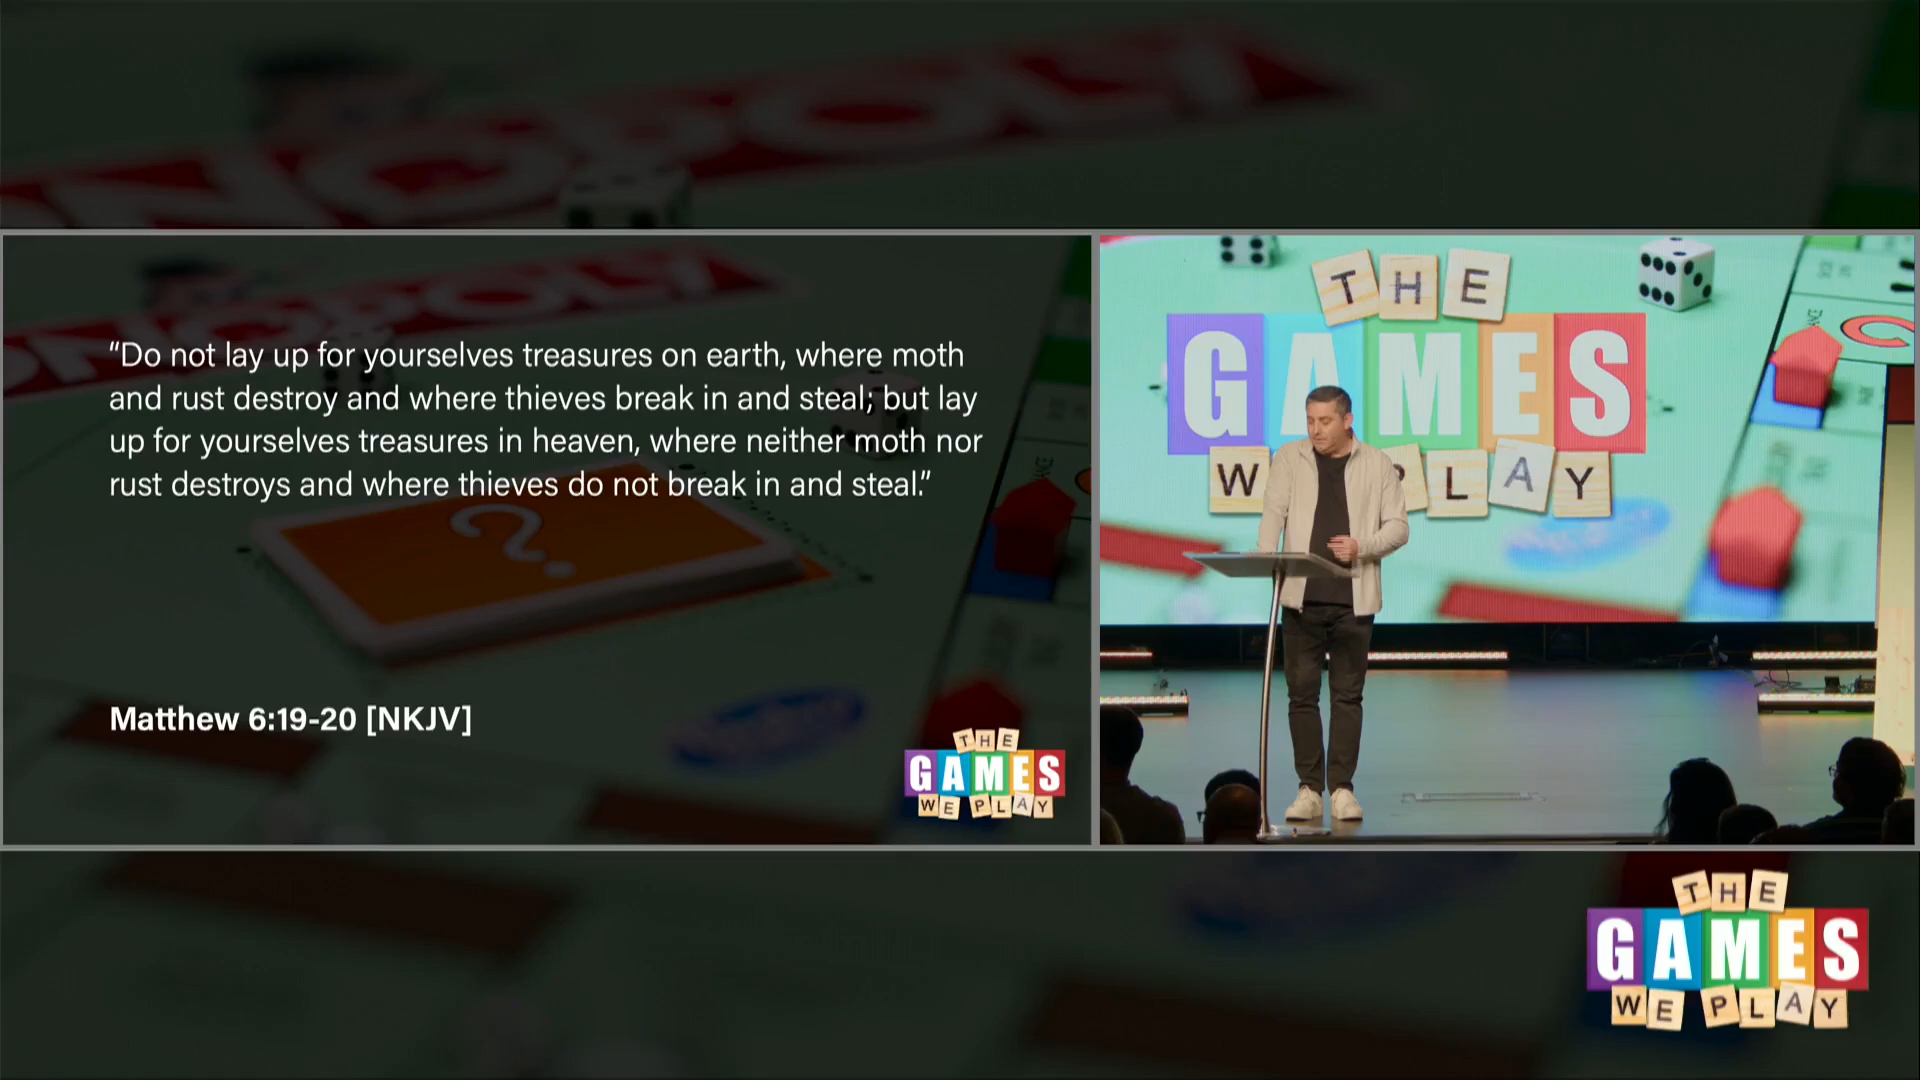 "Do not lay up for yourselves treasures on earth, where moth
and rust destroy and where thieves break in and steal; but lay
up for yourselves treasures in heaven, where neither moth nor
rust destroys and where thieves do not break in and steal."
Matthew 6:19-20 [NKJV]
THE
GAMES
WE PLAY
THE
GAMES
W PLAY
THE
GAMES
WE PLAY